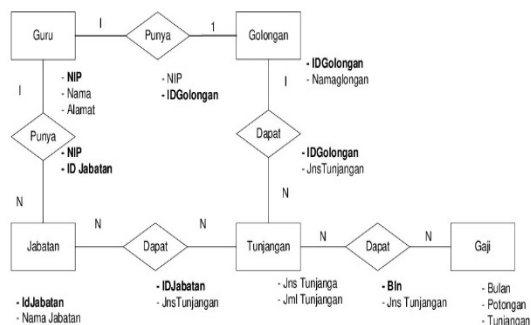 Guru
I
Punya
1
Golongan
- NIP
- Nama
- Alamat
- NIP
- IDGolongan
- IDGolongan
- Namaglongan
I
I
Punya
- NIP
- ID Jabatan
Dapat
- IDGolongan
- JnsTunjangan
N
N
Jabatan
N
Dapat
N
Tunjangan
N
Dapat
N
Gaji
- IdJabatan
- Nama Jabatan
- IDJabatan
- JnsTunjangan
- Jns Tunjanga
- Jml Tunjangan
- Bln
- Jns Tunjangan
- Bulan
- Potongan
- Tunjangan